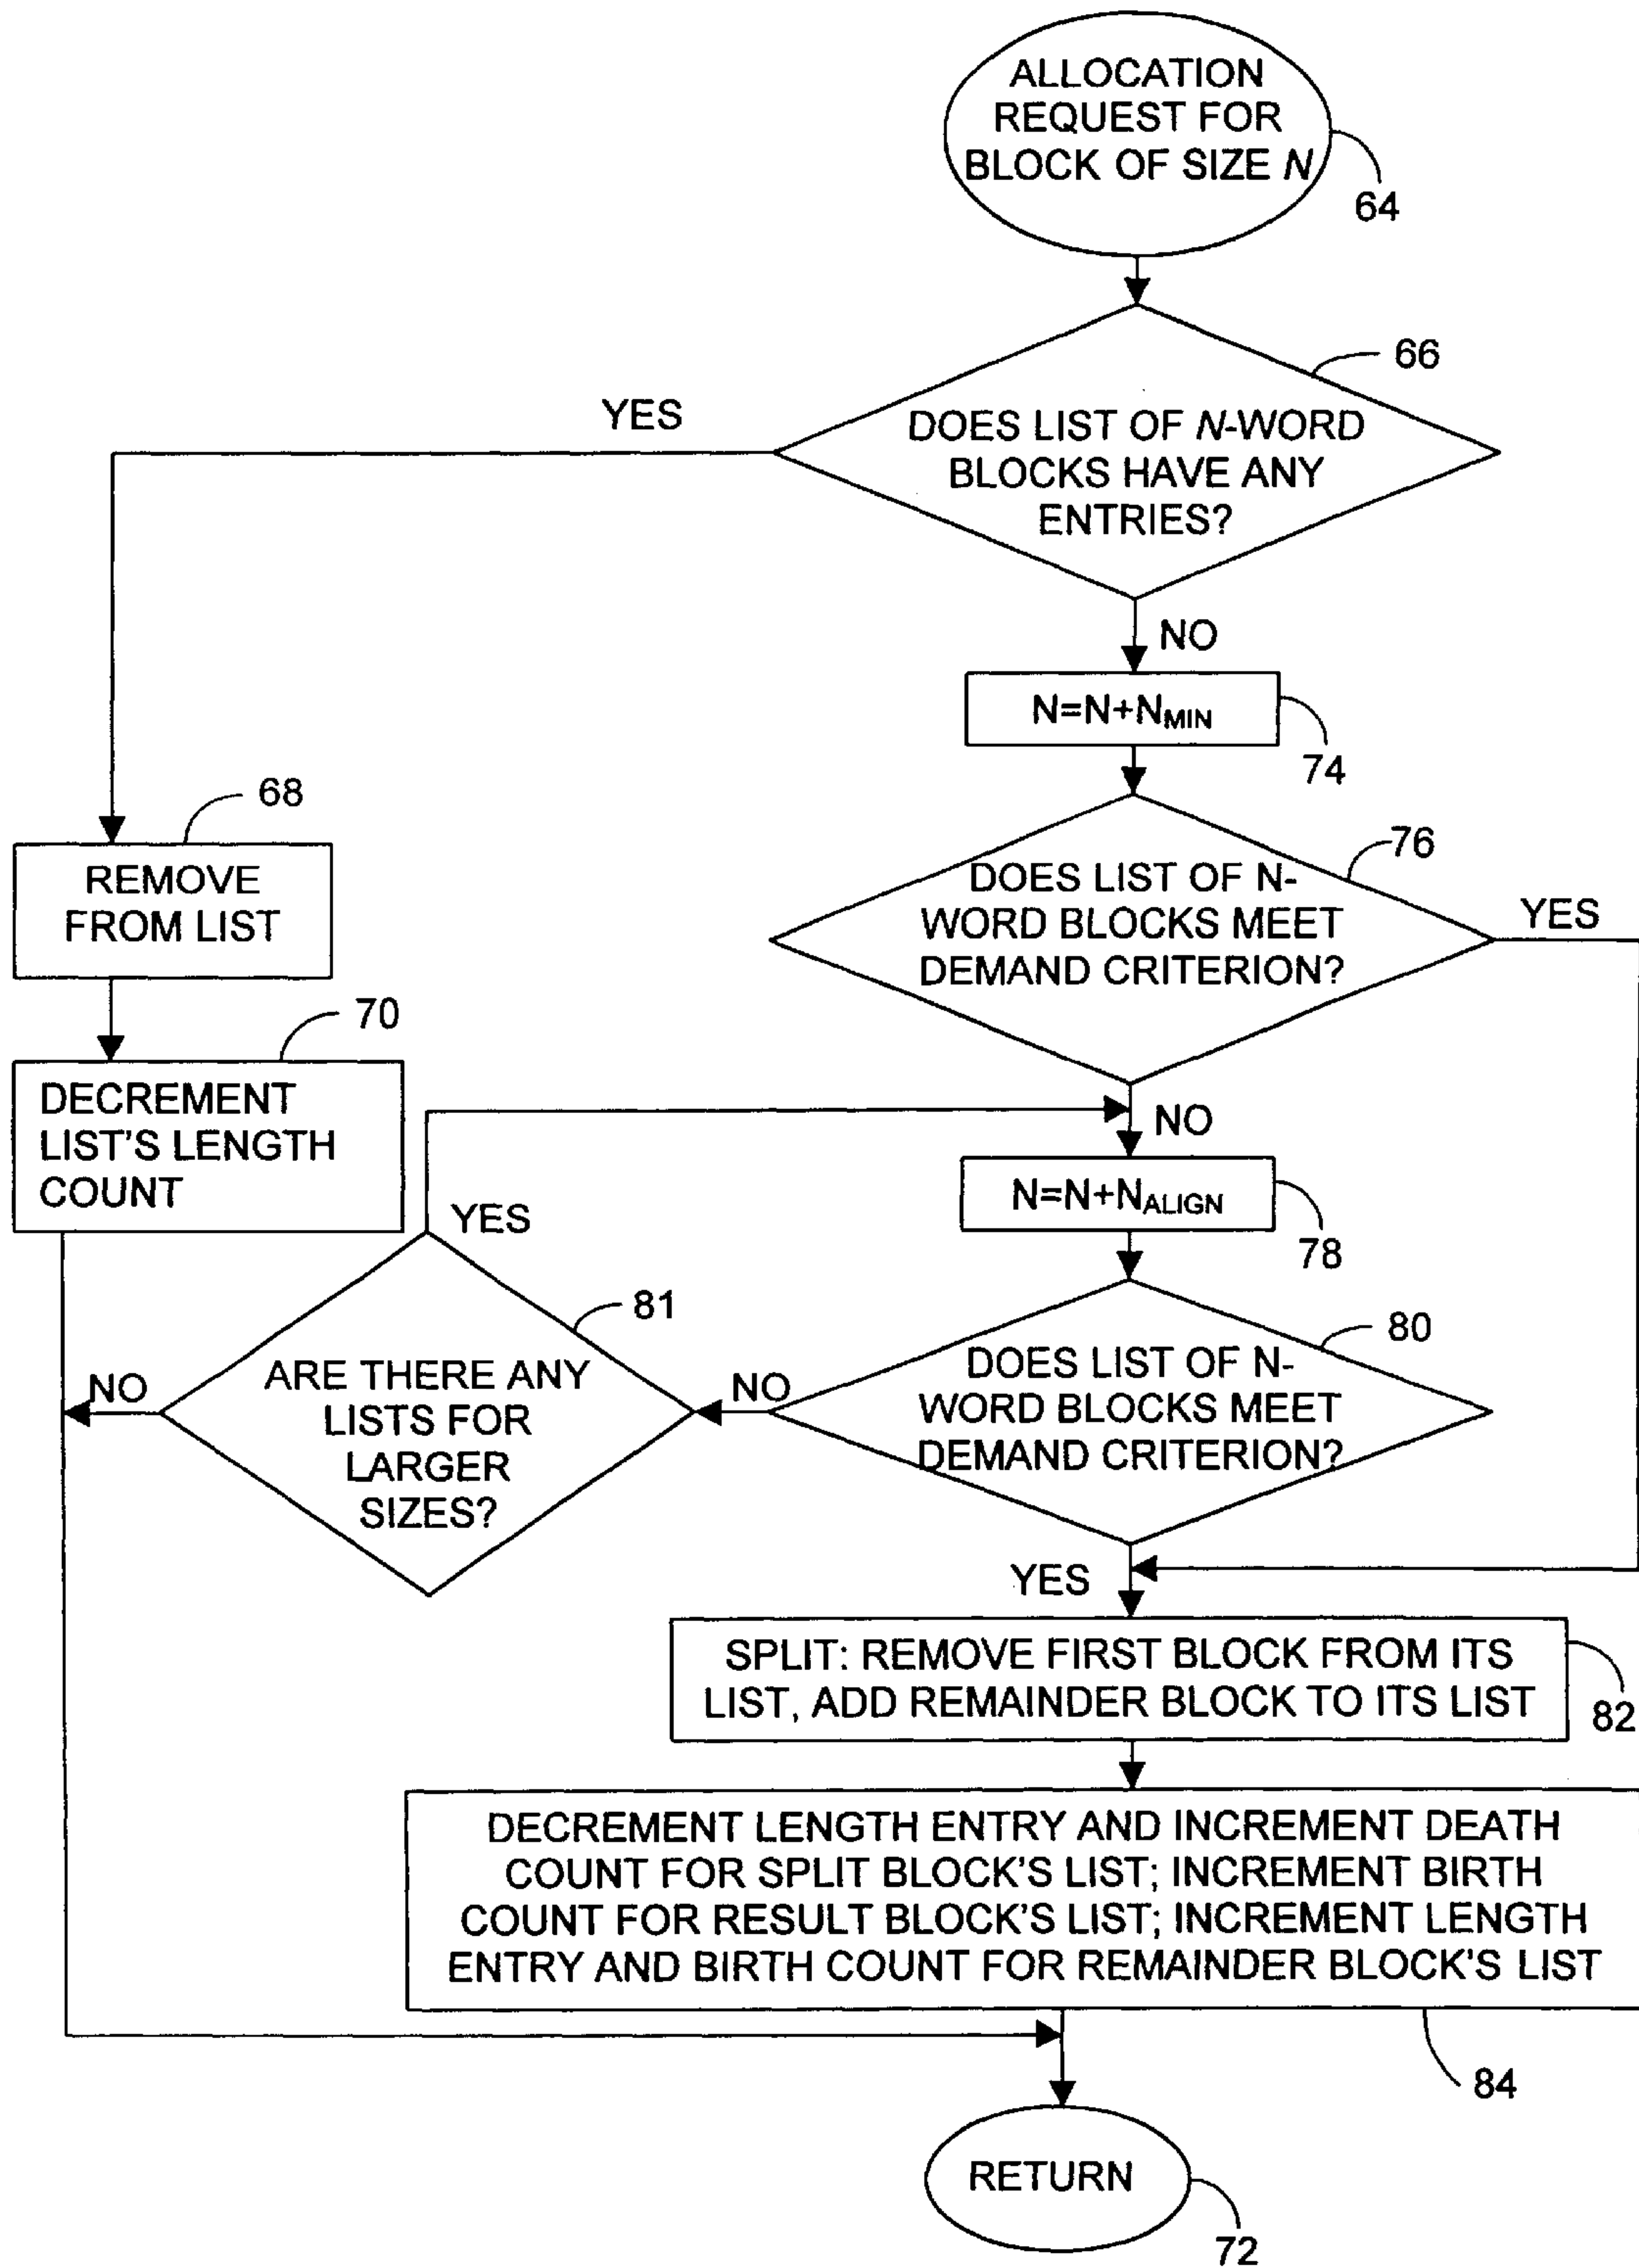 ALLOCATION
REQUEST FOR
BLOCK OF SIZE N
64
66
YES
DOES LIST OF N-WORD
BLOCKS HAVE ANY
ENTRIES?
NO
N=N+NMIN
74
68
REMOVE
FROM LIST
76
DOES LIST OF N-
WORD BLOCKS MEET
DEMAND CRITERION?
YES
70
DECREMENT
LIST'S LENGTH
COUNT
NO
N=N+NALIGN
78
YES
81
ARE THERE ANY
LISTS FOR
LARGER
SIZES?
NO
NO
80
DOES LIST OF N-
WORD BLOCKS MEET
DEMAND CRITERION?
YES
SPLIT: REMOVE FIRST BLOCK FROM ITS
LIST, ADD REMAINDER BLOCK TO ITS LIST
82
DECREMENT LENGTH ENTRY AND INCREMENT DEATH
COUNT FOR SPLIT BLOCK'S LIST; INCREMENT BIRTH
COUNT FOR RESULT BLOCK'S LIST; INCREMENT LENGTH
ENTRY AND BIRTH COUNT FOR REMAINDER BLOCK'S LIST
84
RETURN
72